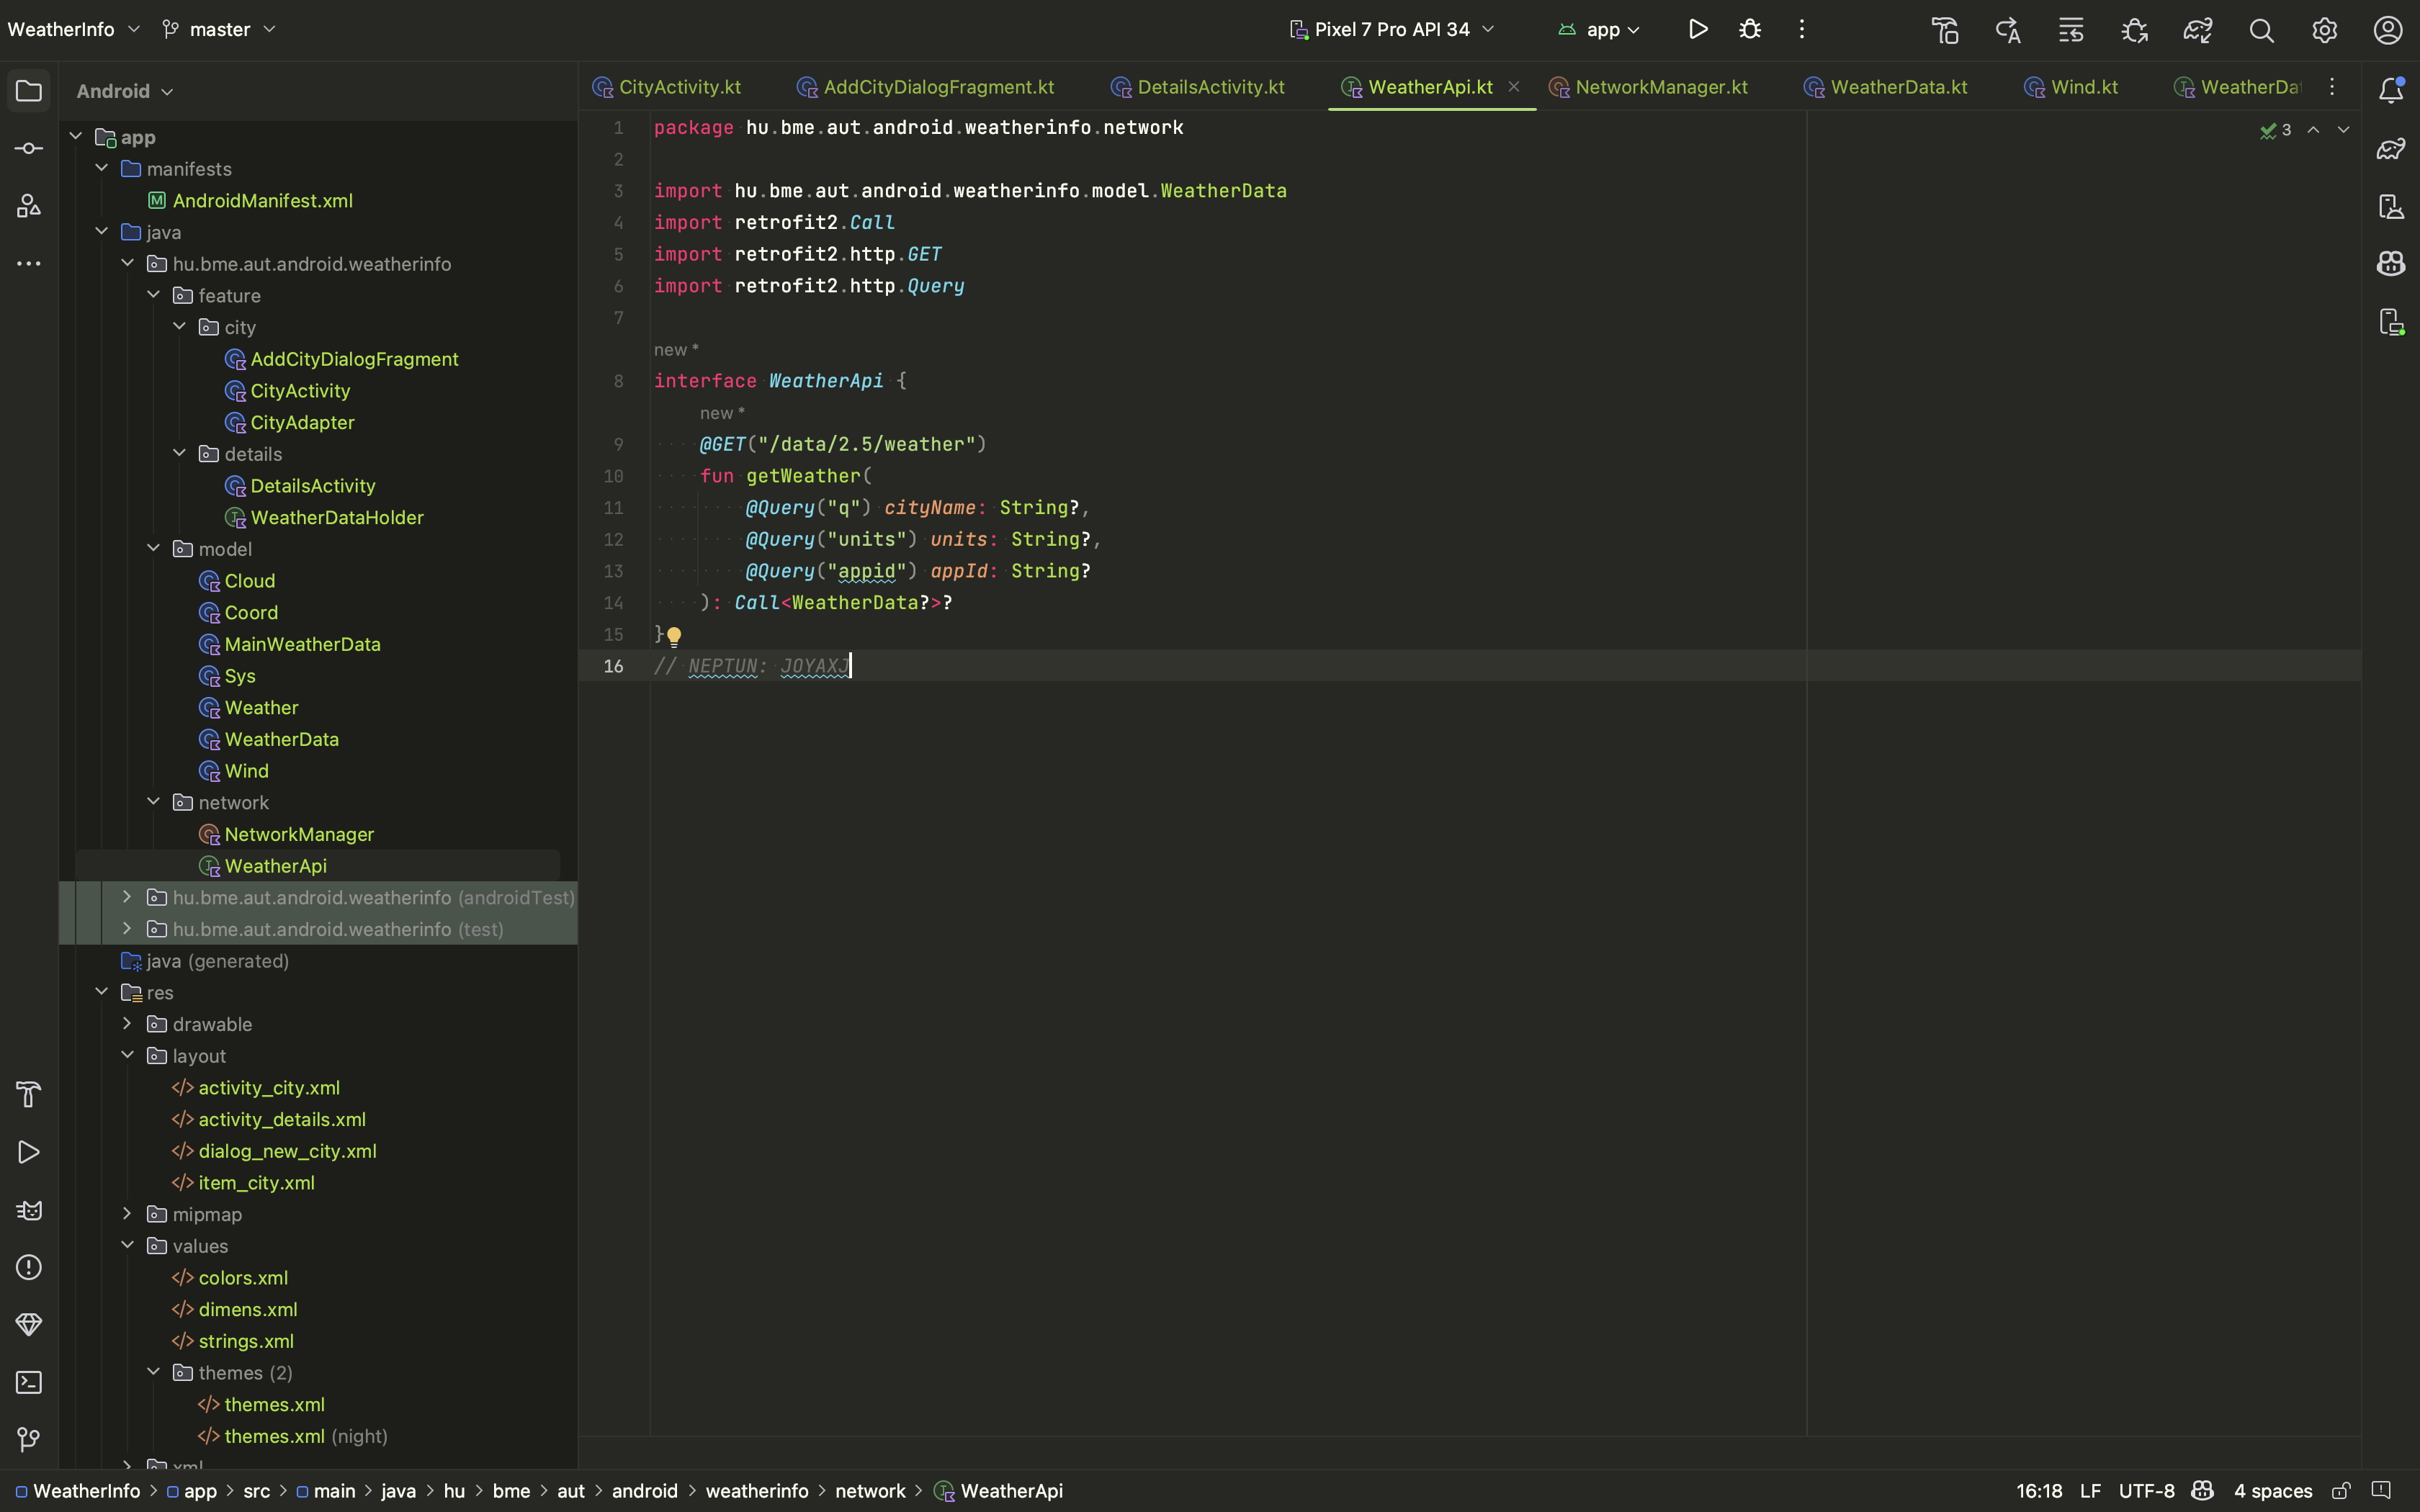 WeatherInfo master Pixel 7 Pro API 34 app
Android
app
manifests
AndroidManifest.xml
java
hu.bme.aut.android.weatherinfo
feature
city
AddCityDialogFragment
CityActivity
CityAdapter
details
DetailsActivity
WeatherDataHolder
model
Cloud
Coord
MainWeatherData
Sys
Weather
WeatherData
Wind
network
NetworkManager
WeatherApi
hu.bme.aut.android.weatherinfo (androidTest)
hu.bme.aut.android.weatherinfo (test)
java (generated)
res
drawable
layout
activity_city.xml
activity_details.xml
dialog_new_city.xml
item_city.xml
mipmap
values
colors.xml
dimens.xml
strings.xml
themes (2)
themes.xml
themes.xml (night)
xml
CityActivity.kt AddCityDialogFragment.kt DetailsActivity.kt WeatherApi.kt NetworkManager.kt WeatherData.kt Wind.kt WeatherDat
3
1 package hu.bme.aut.android.weatherinfo.network
2
3 import hu.bme.aut.android.weatherinfo.model.WeatherData
4 import retrofit2.Call
5 import retrofit2.http.GET
6 import retrofit2.http.Query
7
new *
8 interface WeatherApi {
new *
9 @GET("/data/2.5/weather")
10 fun getWeather(
11 @Query("q") cityName: String?,
12 @Query("units") units: String?,
13 @Query("appid") appId: String?
14 ): Call<WeatherData?>?
15 }
16 // NEPTUN: JOYAXJ
WeatherInfo > app > src > main > java > hu > bme > aut > android > weatherinfo > network > WeatherApi
16:18 LF UTF-8 4 spaces